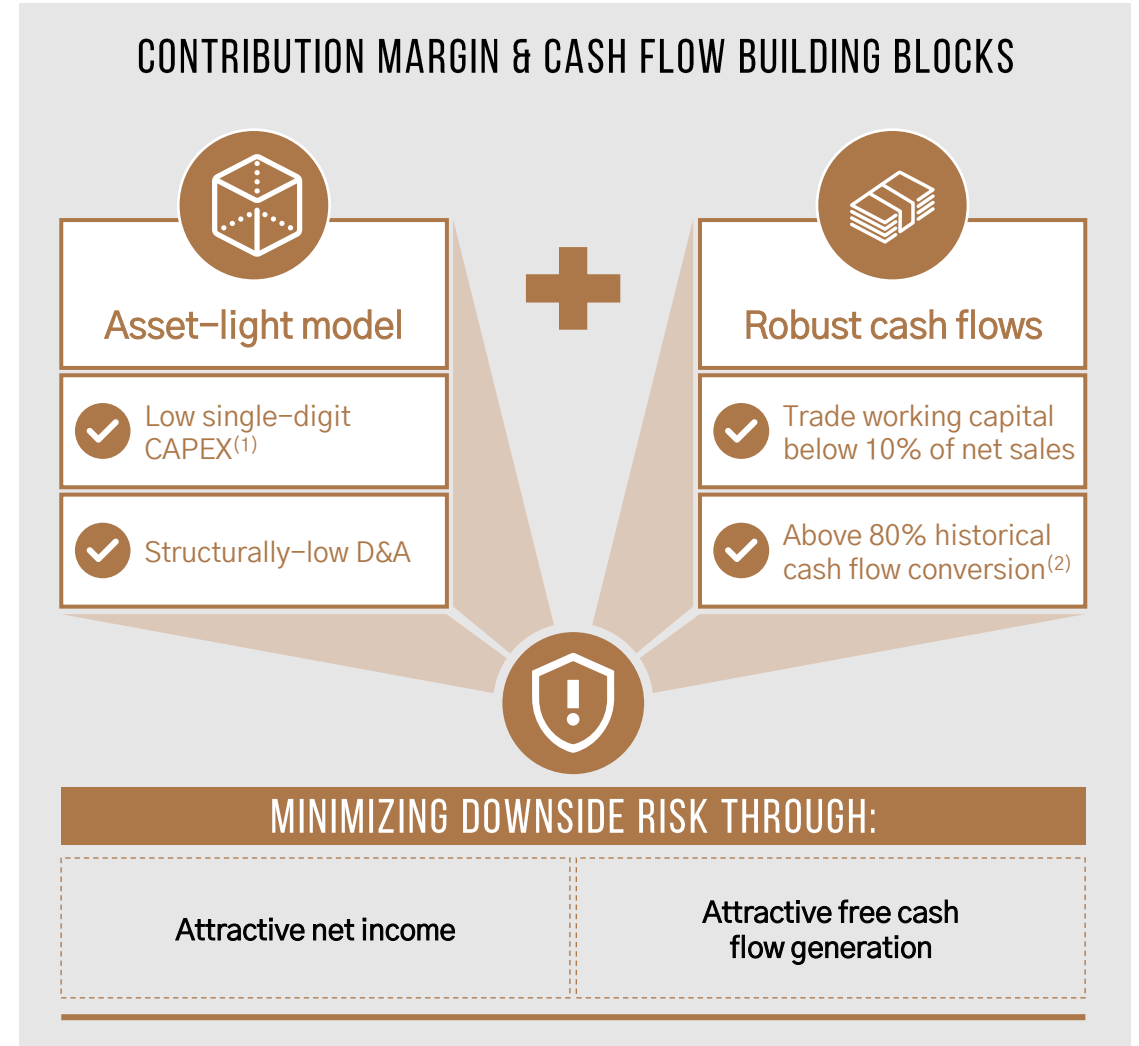 CONTRIBUTION MARGIN & CASH FLOW BUILDING BLOCKS
Asset-light model
Low single-digit
CAPEX(1)
Structurally-low D&A
Robust cash flows
Trade working capital
below 10% of net sales
Above 80% historical
cash flow conversion(2)
MINIMIZING DOWNSIDE RISK THROUGH:
Attractive net income
Attractive free cash
flow generation